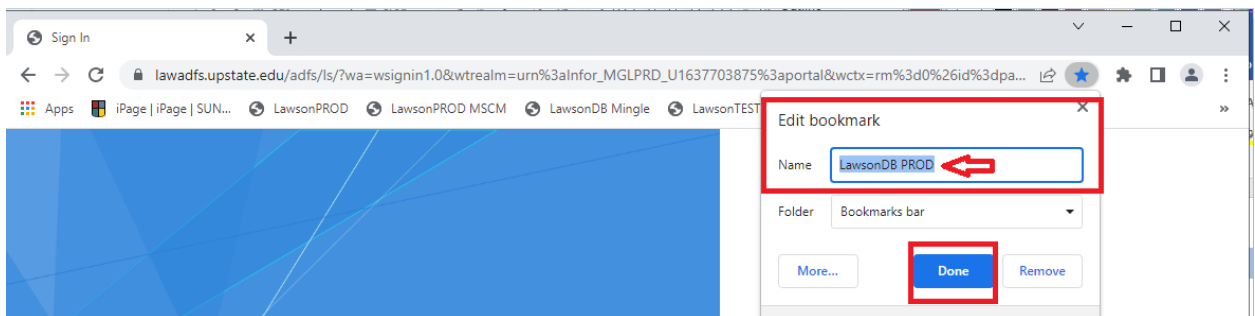 Sign In
lawadfs.upstate.edu/adfs/ls/?wa=wsignin1.0&wtrealm=urn%3aInfor_MGLPRD_U1637703875%3aportal&wctx=rm%3d0%26id%3dpa...
Apps iPage | iPage | SUN... LawsonPROD LawsonPROD MSCM LawsonDB Mingle LawsonTEST
Edit bookmark
Name LawsonDB PROD
Folder Bookmarks bar
More... Done Remove